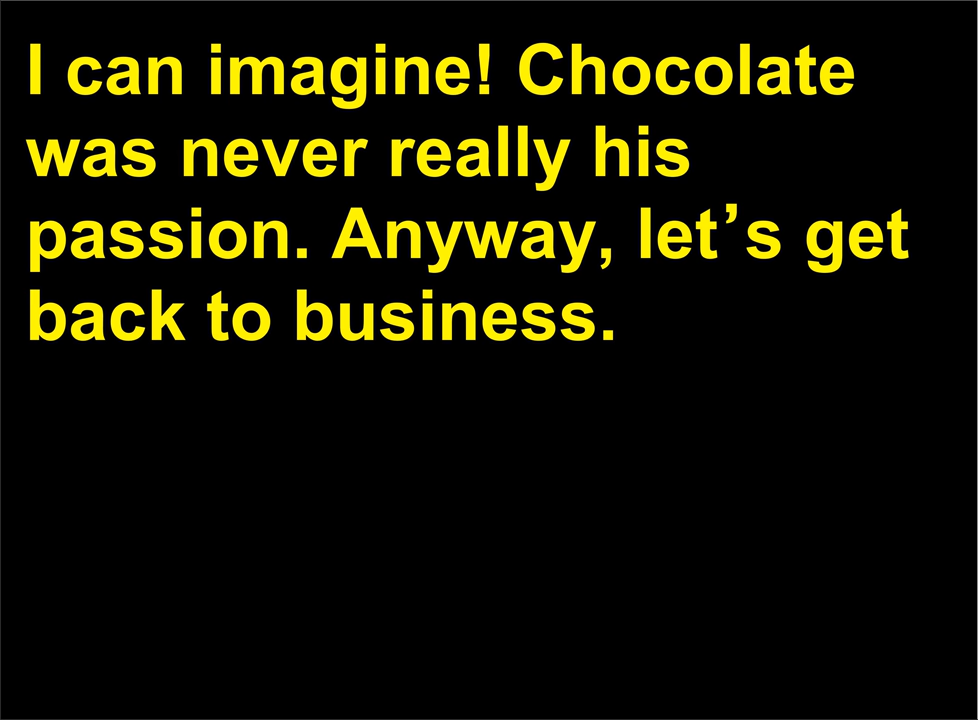 I can imagine! Chocolate
was never really his
passion. Anyway, let’s get
back to business.